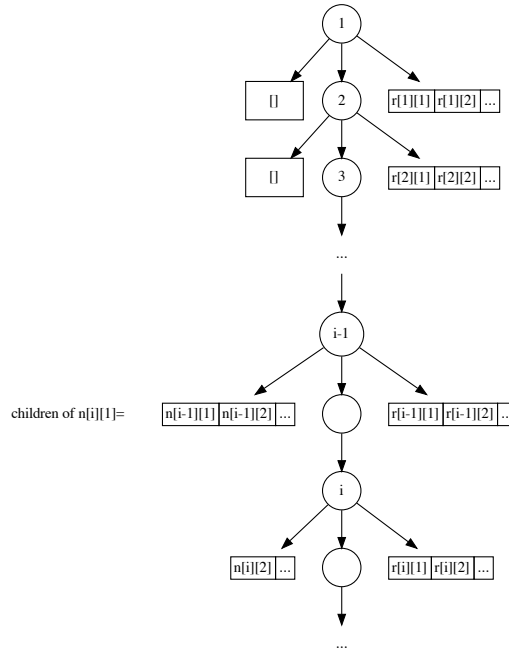 1
[] 2 r[1][1] r[1][2] ...
[] 3 r[2][1] r[2][2] ...
...
i-1
children of n[i][1]= n[i-1][1] n[i-1][2] ... r[i-1][1] r[i-1][2] ...
i
n[i][2] ... r[i][1] r[i][2] ...
...